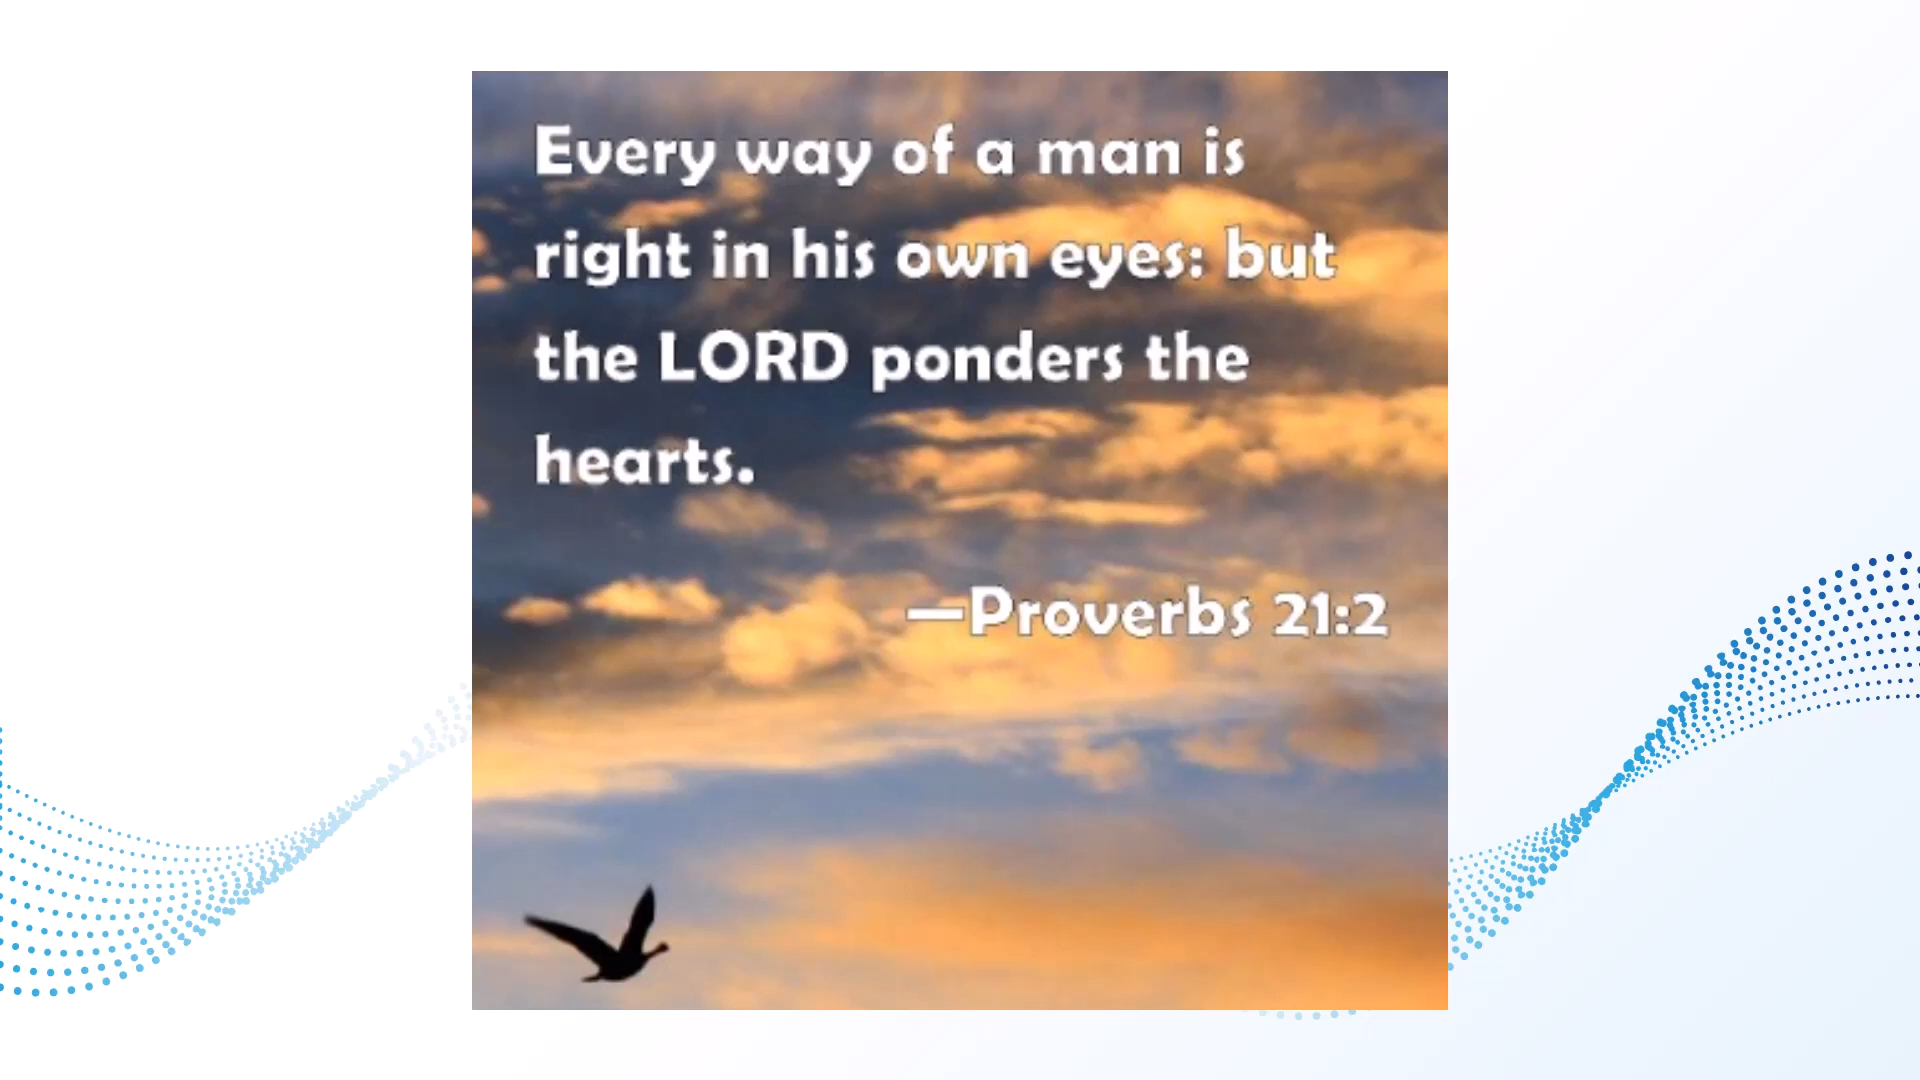 Every way of a man is
right in his own eyes: but
the LORD ponders the
hearts.
—Proverbs 21:2